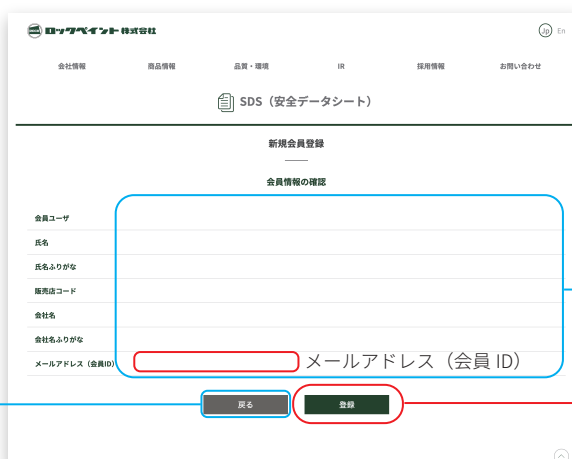 ロックペイント株式会社
Jp En
会社情報 商品情報 品質・環境 IR 採用情報 お問い合わせ
SDS（安全データシート）
新規会員登録
会員情報の確認
会員ユーザ
氏名
氏名ふりがな
販売店コード
会社名
会社名ふりがな
メールアドレス（会員ID） メールアドレス（会員 ID）
戻る 登録